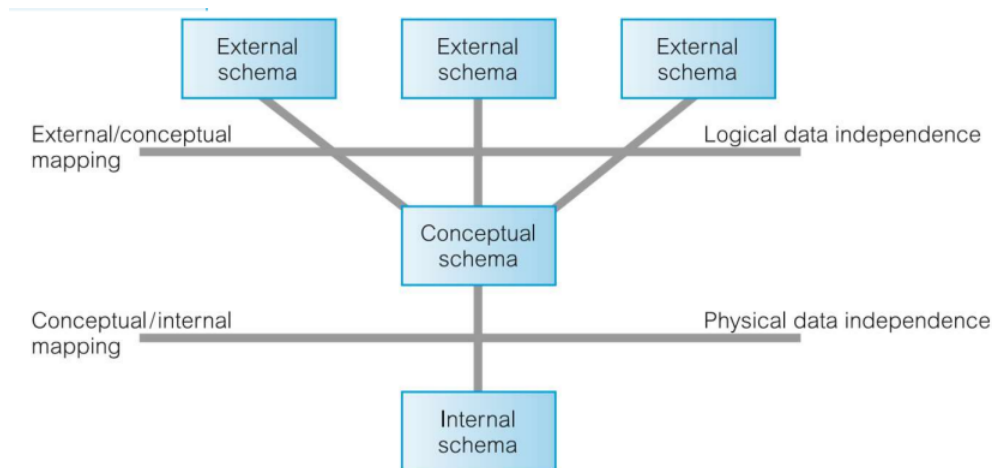 External External External
schema schema schema
External/conceptual Logical data independence
mapping
Conceptual
schema
Conceptual/internal Physical data independence
mapping
Internal
schema